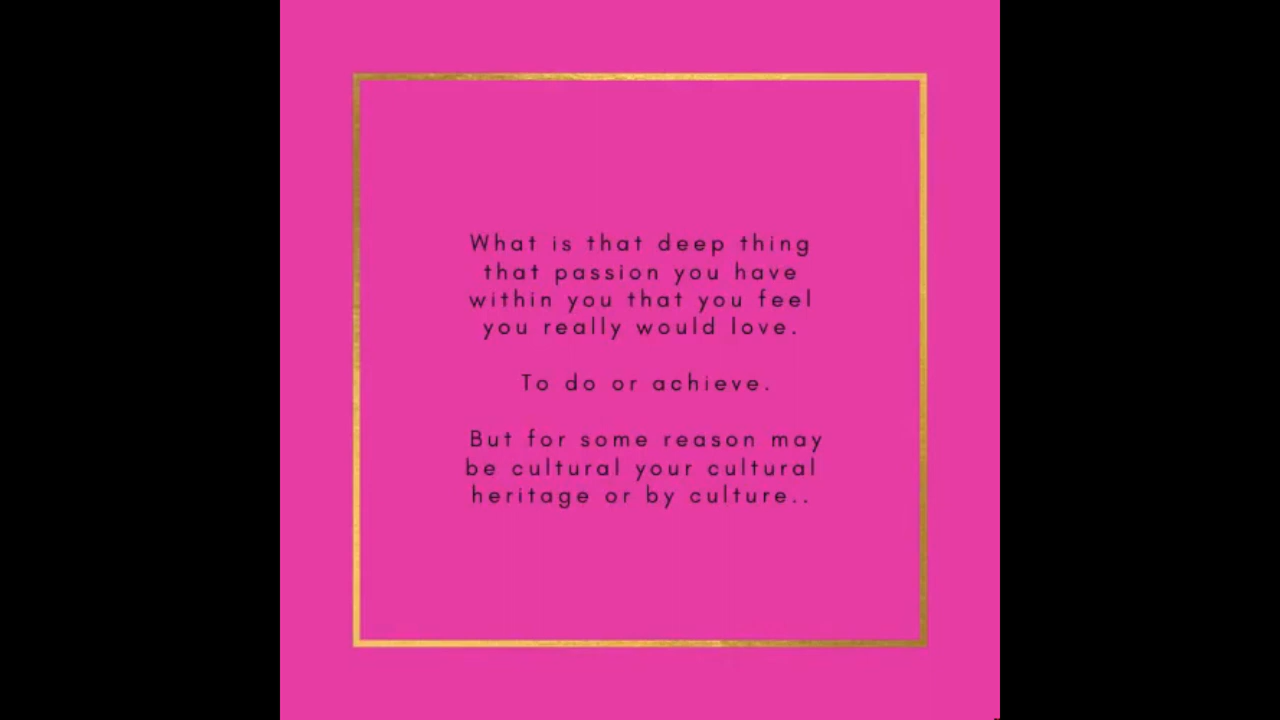 What is that deep thing
that passion you have
within you that you feel
you really would love.
To do or achieve.
But for some reason may
be cultural your cultural
heritage or by culture..